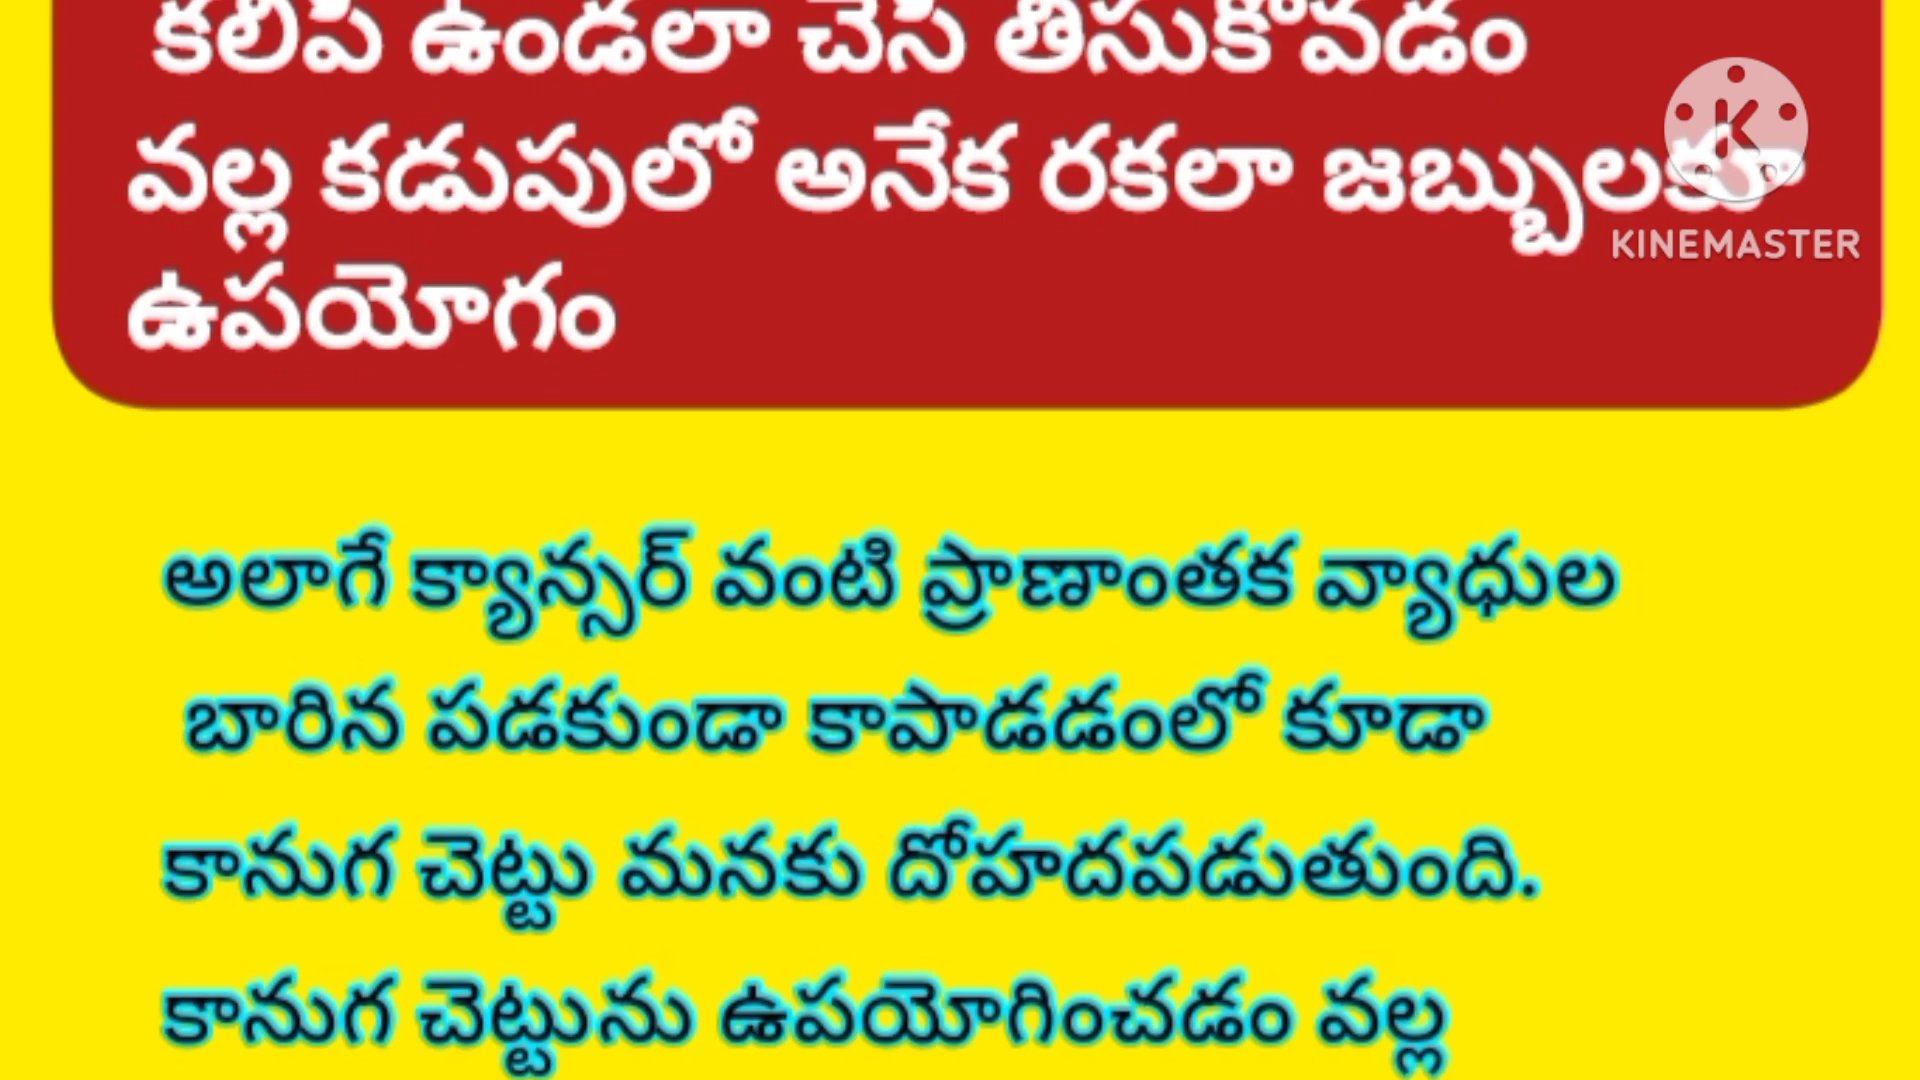 కలిపి ఉండలా చేసి తీసుకోవడం
వల్ల కడుపులో అనేక రకలా జబ్బులకూ
ఉపయోగం
KINEMASTER
అలాగే క్యాన్సర్ వంటి ప్రాణాంతక వ్యాధుల
బారిన పడకుండా కాపాడడంలో కూడా
కానుగ చెట్టు మనకు దోహదపడుతుంది.
కానుగ చెట్టును ఉపయోగించడం వల్ల